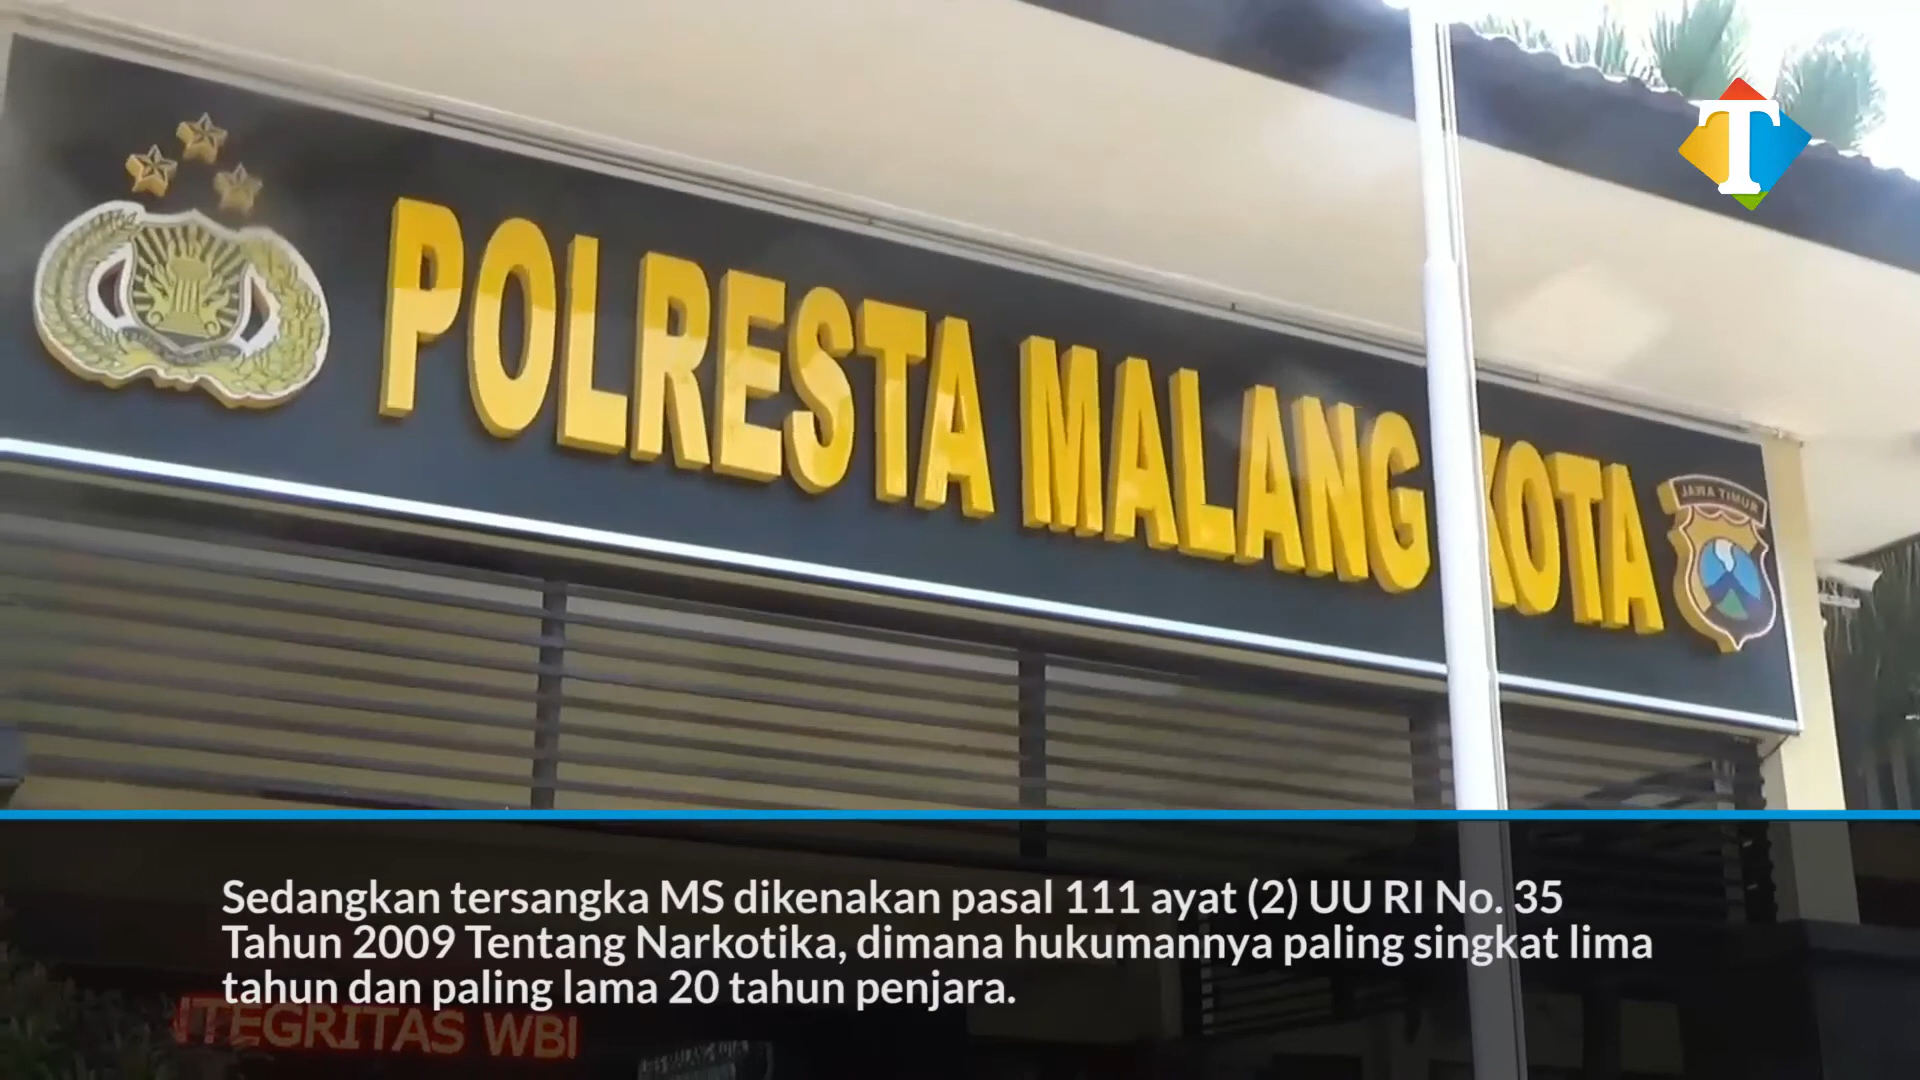 T
POLRESTA MALANG KOTA
JAWA TIMUR
Sedangkan tersangka MS dikenakan pasal 111 ayat (2) UU RI No. 35
Tahun 2009 Tentang Narkotika, dimana hukumannya paling singkat lima
tahun dan paling lama 20 tahun penjara.
NTEGRITAS WBI